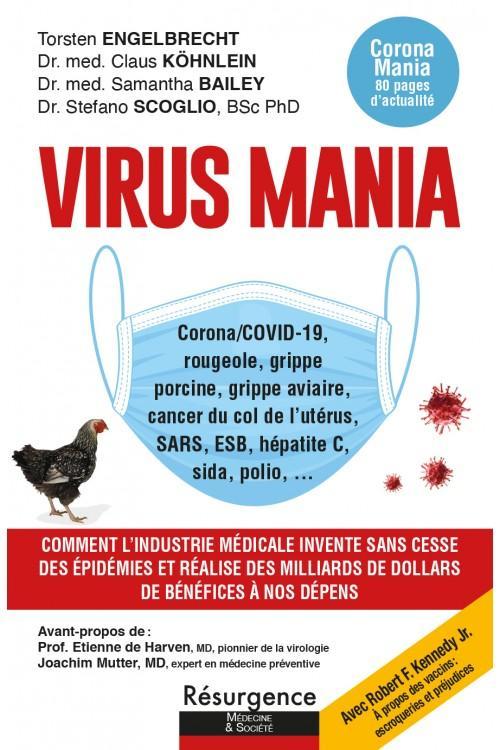 Torsten ENGELBRECHT
Dr. med. Claus KÖHNLEIN
Dr. med. Samantha BAILEY
Dr. Stefano SCOGLIO, BSc PhD
Corona
Mania
80 pages
d'actualité
VIRUS MANIA
Corona/COVID-19,
rougeole, grippe
porcine, grippe aviaire,
cancer du col de l'utérus,
SARS, ESB, hépatite C,
sida, polio, ...
COMMENT L'INDUSTRIE MÉDICALE INVENTE SANS CESSE
DES ÉPIDÉMIES ET RÉALISE DES MILLIARDS DE DOLLARS
DE BÉNÉFICES À NOS DÉPENS
Avant-propos de :
Prof. Etienne de Harven, MD, pionnier de la virologie
Joachim Mutter, MD, expert en médecine préventive
Avec Robert F. Kennedy Jr.
À propos des vaccins :
escroqueries et préjudices
Résurgence
MÉDECINE
& SOCIÉTÉ